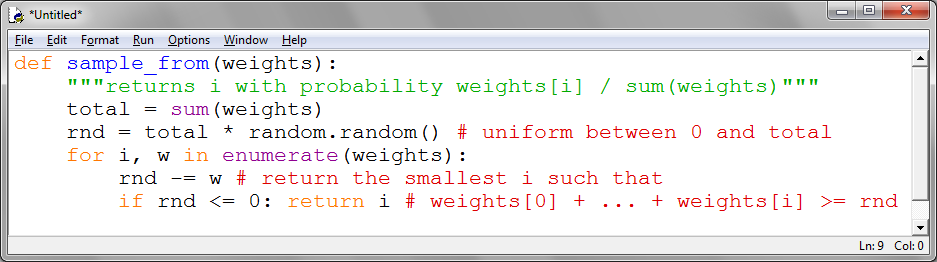 *Untitled*
File Edit Format Run Options Window Help
def sample_from(weights):
    """returns i with probability weights[i] / sum(weights)"""
    total = sum(weights)
    rnd = total * random.random() # uniform between 0 and total
    for i, w in enumerate(weights):
        rnd -= w # return the smallest i such that
        if rnd <= 0: return i # weights[0] + ... + weights[i] >= rnd
Ln: 9 Col: 0